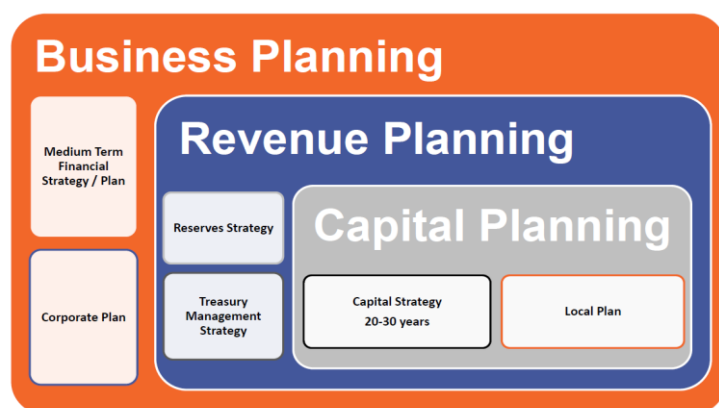 Business Planning
Medium Term
Financial
Strategy / Plan
Corporate Plan
Revenue Planning
Reserves Strategy
Treasury
Management
Strategy
Capital Planning
Capital Strategy
20-30 years
Local Plan